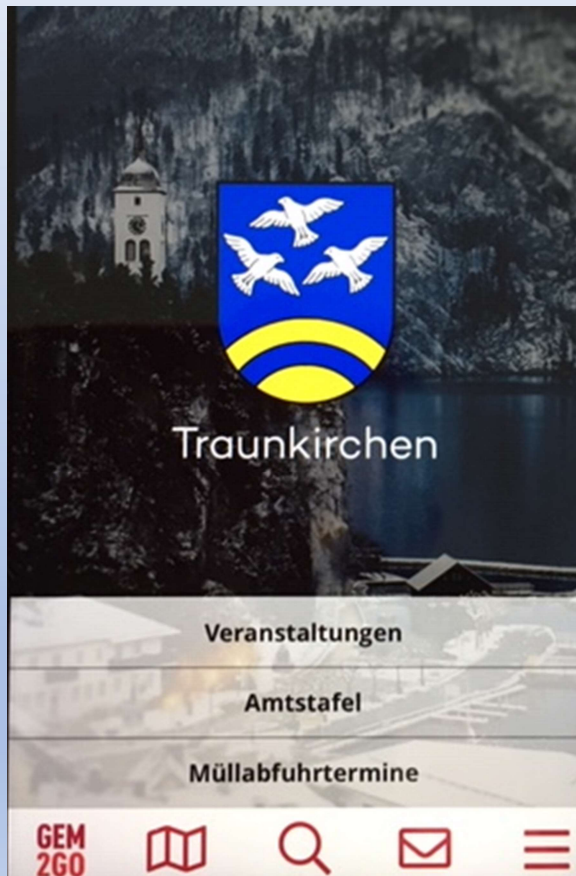 Traunkirchen
Veranstaltungen
Amtstafel
Müllabfuhrtermine
GEM
2GO